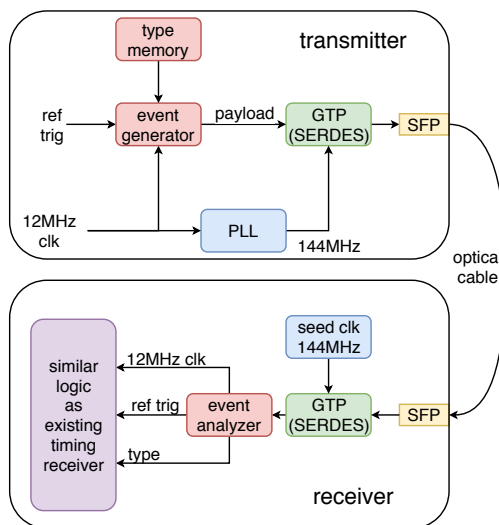 type
memory
transmitter
ref
trig
event
generator
payload
GTP
(SERDES)
SFP
12MHz
clk
PLL
144MHz
optical
cable
seed clk
144MHz
similar
logic
as
existing
timing
receiver
12MHz clk
ref trig
type
event
analyzer
GTP
(SERDES)
SFP
receiver